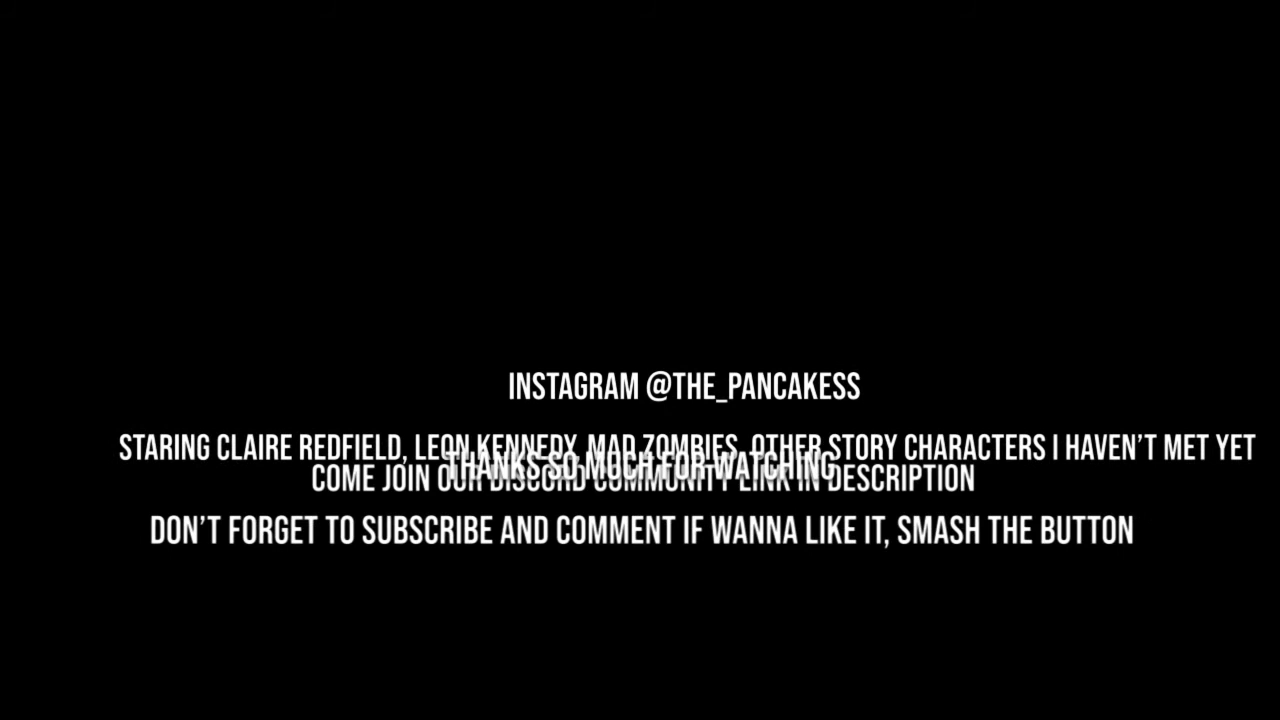 INSTAGRAM @THE_PANCAKESS
STARING CLAIRE REDFIELD, LEON KENNEDY, MAD ZOMBIES, OTHER STORY CHARACTERS I HAVEN'T MET YET
THANKS SO MUCH FOR WATCHING
COME JOIN OUR DISCORD COMMUNITY LINK IN DESCRIPTION
DON'T FORGET TO SUBSCRIBE AND COMMENT IF WANNA LIKE IT, SMASH THE BUTTON